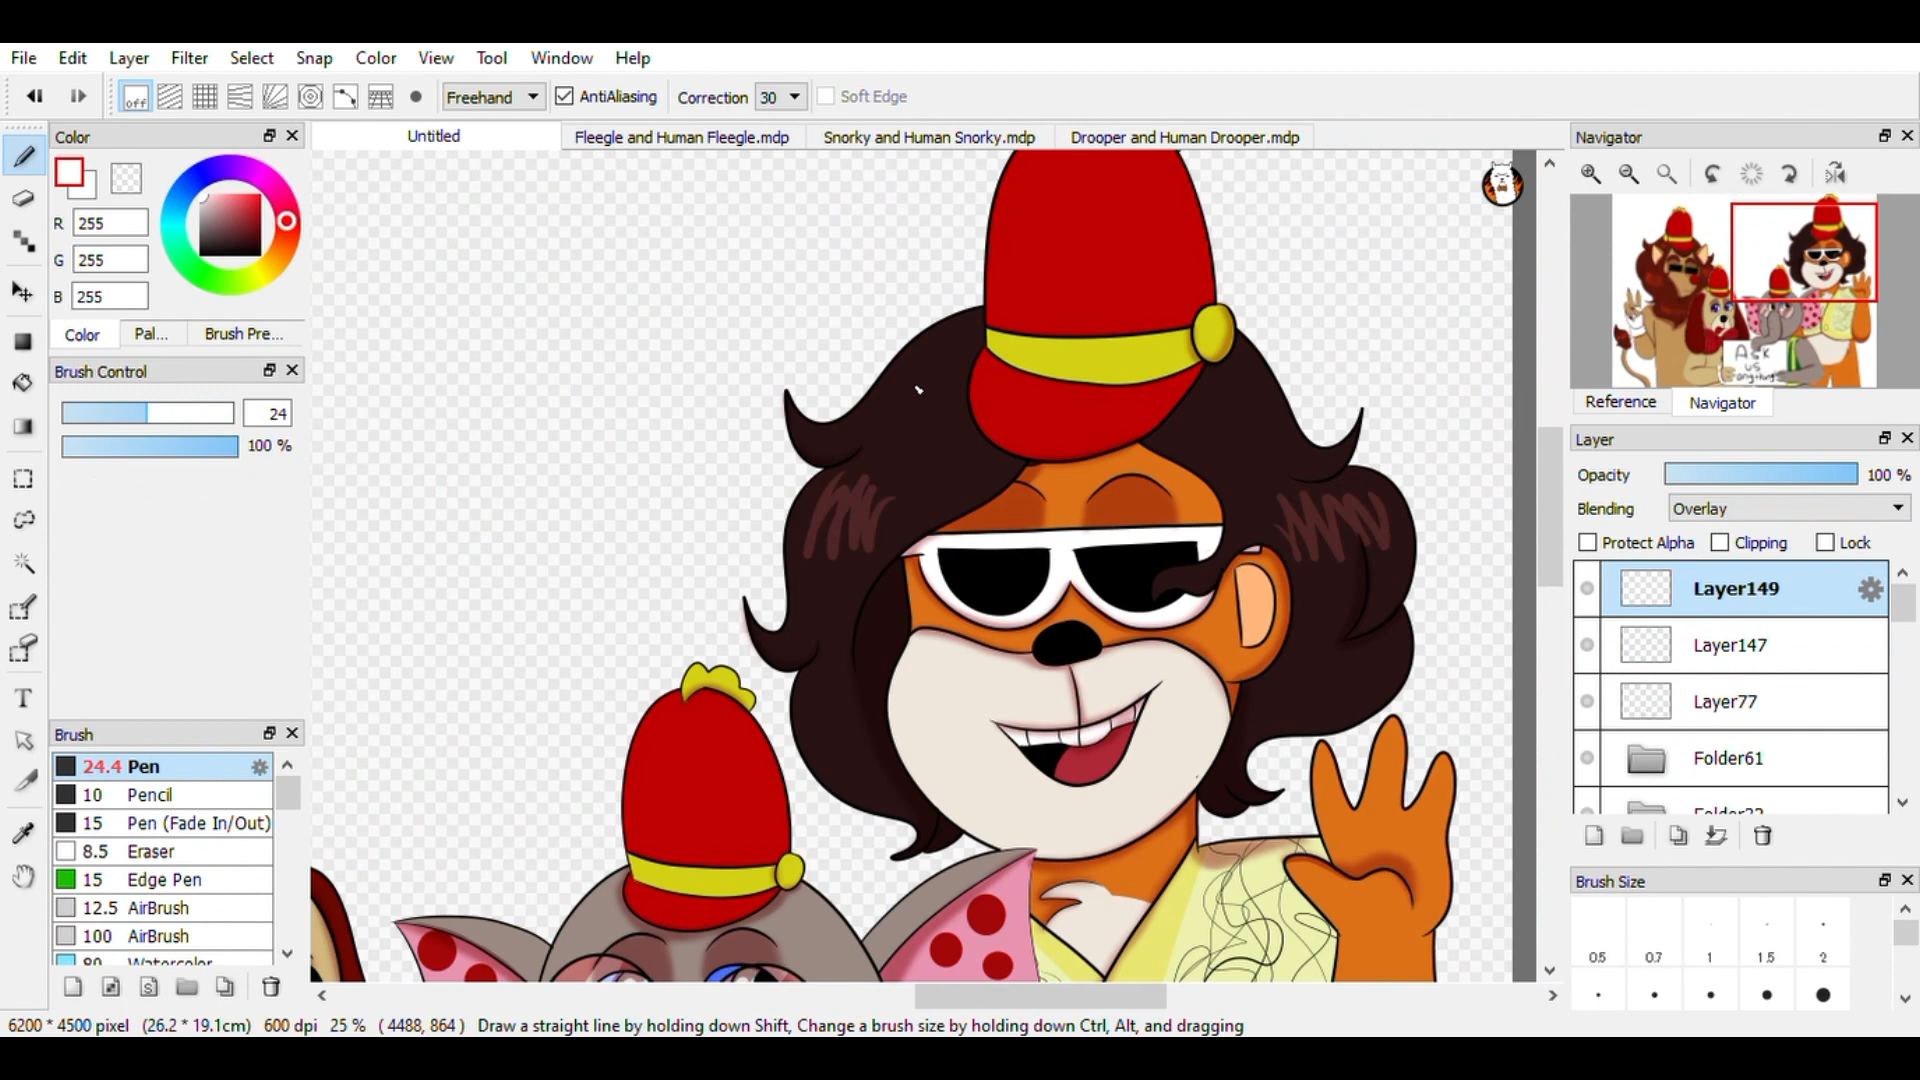 File Edit Layer Filter Select Snap Color View Tool Window Help
off Freehand AntiAliasing Correction 30 Soft Edge
Color
Untitled Fleegle and Human Fleegle.mdp Snorky and Human Snorky.mdp Drooper and Human Drooper.mdp
Navigator
R 255
G 255
B 255
Color Pal... Brush Pre...
Brush Control
24
100 %
Ask
us
anything
Reference Navigator
Layer
Opacity 100 %
Blending Overlay
Protect Alpha Clipping Lock
Layer149
Layer147
Layer77
Folder61
T
Brush
24.4 Pen
10 Pencil
15 Pen (Fade In/Out)
8.5 Eraser
15 Edge Pen
12.5 AirBrush
100 AirBrush
80 Watercolor
Brush Size
0.5 0.7 1 1.5 2
6200 * 4500 pixel (26.2 * 19.1cm) 600 dpi 25 % ( 4488, 864 ) Draw a straight line by holding down Shift, Change a brush size by holding down Ctrl, Alt, and dragging